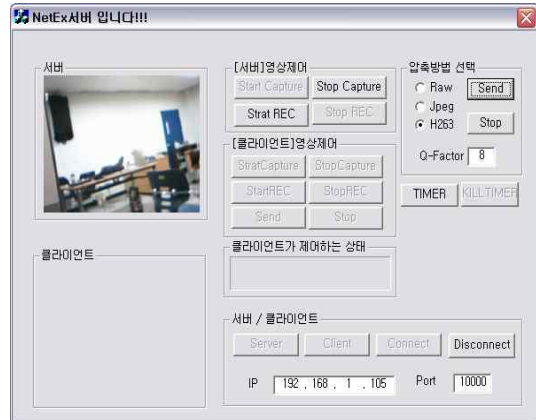 NetEx서버 입니다!!!
서버
[서버]영상제어
Start Capture Stop Capture
Strat REC Stop REC
압축방법 선택
Raw Send
Jpeg
H263 Stop
Q-Factor 8
[클라이언트]영상제어
StratCapture StopCapture
StartREC StopREC
Send Stop
TIMER KILLTIMER
클라이언트
클라이언트가 제어하는 상태
서버 / 클라이언트
Server Client Connect Disconnect
IP 192 . 168 . 1 . 105 Port 10000